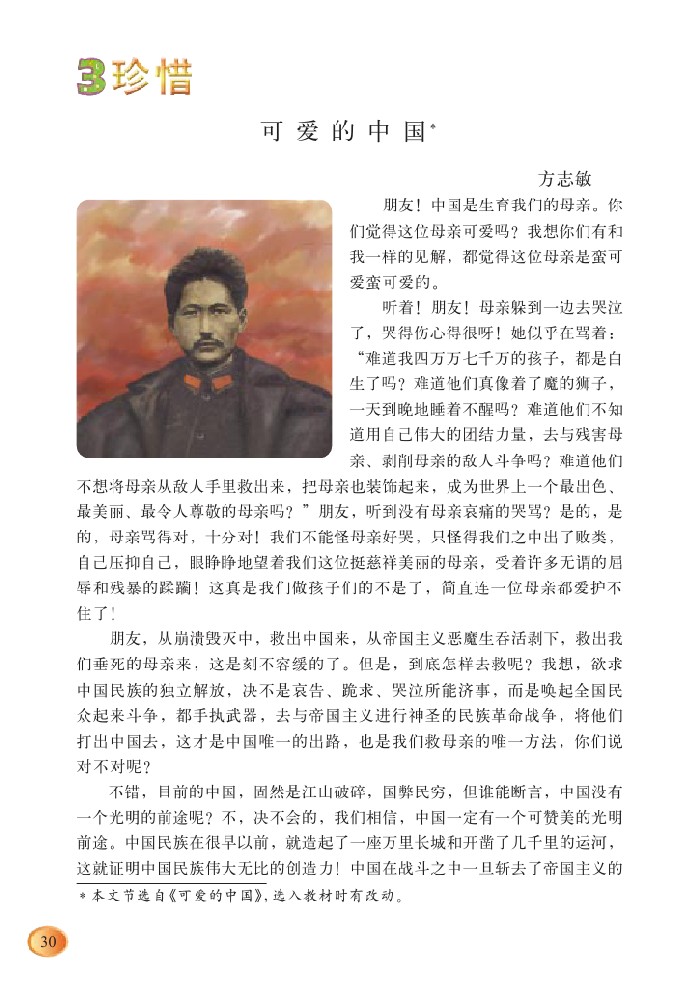 3珍惜
可爱的中国*
方志敏
朋友！中国是生育我们的母亲。你
们觉得这位母亲可爱吗？我想你们有和
我一样的见解，都觉得这位母亲是蛮可
爱蛮可爱的。
听着！朋友！母亲躲到一边去哭泣
了，哭得伤心得很呀！她似乎在骂着：
“难道我四万万七千万的孩子，都是白
生了吗？难道他们真像着了魔的狮子，
一天到晚地睡着不醒吗？难道他们不知
道用自己伟大的团结力量，去与残害母
亲、剥削母亲的敌人斗争吗？难道他们
不想将母亲从敌人手里救出来，把母亲也装饰起来，成为世界上一个最出色、
最美丽、最令人尊敬的母亲吗？”朋友，听到没有母亲哀痛的哭骂？是的，是
的，母亲骂得对，十分对！我们不能怪母亲好哭，只怪得我们之中出了败类，
自己压抑自己，眼睁睁地望着我们这位挺慈祥美丽的母亲，受着许多无谓的屈
辱和残暴的蹂躏！这真是我们做孩子们的不是了，简直连一位母亲都爱护不
住了！
朋友，从崩溃毁灭中，救出中国来，从帝国主义恶魔生吞活剥下，救出我
们垂死的母亲来，这是刻不容缓的了。但是，到底怎样去救呢？我想，欲求
中国民族的独立解放，决不是哀告、跪求、哭泣所能济事，而是唤起全国民
众起来斗争，都手执武器，去与帝国主义进行神圣的民族革命战争，将他们
打出中国去，这才是中国唯一的出路，也是我们救母亲的唯一方法，你们说
对不对呢？
不错，目前的中国，固然是江山破碎，国弊民穷，但谁能断言，中国没有
一个光明的前途呢？不，决不会的，我们相信，中国一定有一个可赞美的光明
前途。中国民族在很早以前，就造起了一座万里长城和开凿了几千里的运河，
这就证明中国民族伟大无比的创造力！中国在战斗之中一旦斩去了帝国主义的
*本文节选自《可爱的中国》，选入教材时有改动。
30